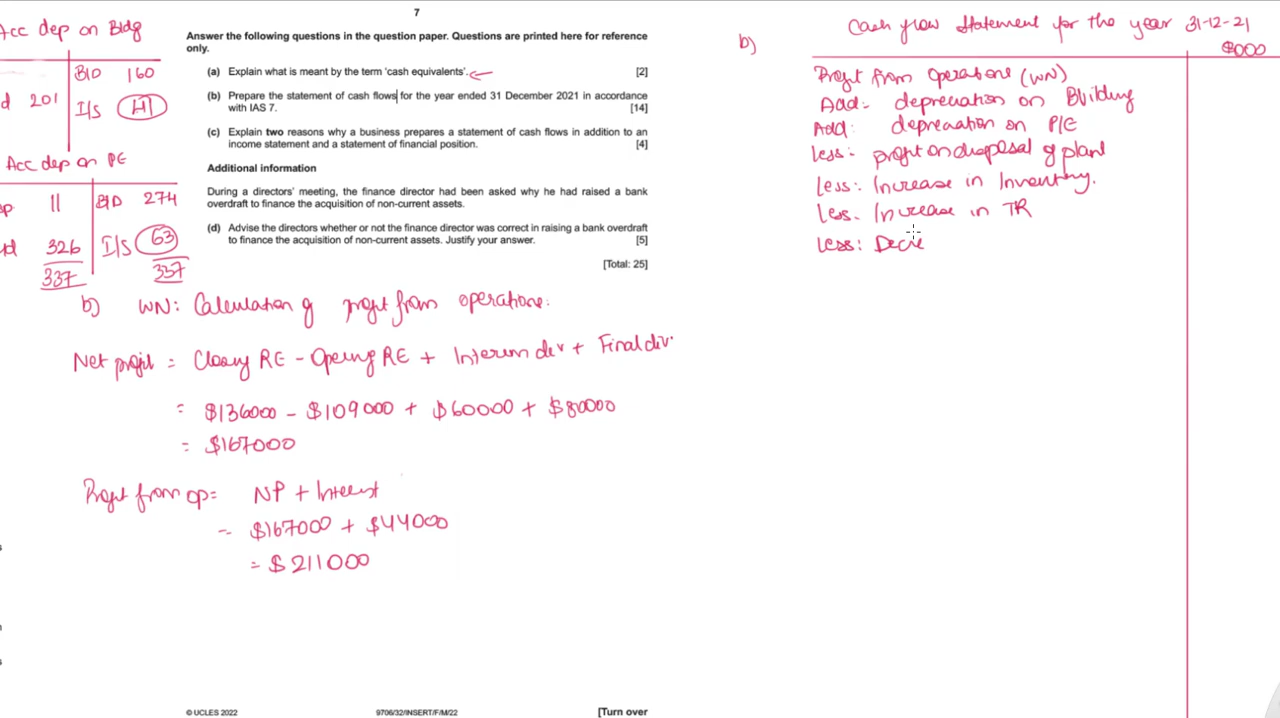 7
Acc dep on Bldg
B/D 160
201 I/S 41
Acc dep on PE
11 B/D 274
326 I/S 63
337 337
Answer the following questions in the question paper. Questions are printed here for reference
only.
(a) Explain what is meant by the term 'cash equivalents'. [2]
(b) Prepare the statement of cash flows for the year ended 31 December 2021 in accordance
with IAS 7. [14]
(c) Explain two reasons why a business prepares a statement of cash flows in addition to an
income statement and a statement of financial position. [4]
Additional information
During a directors' meeting, the finance director had been asked why he had raised a bank
overdraft to finance the acquisition of non-current assets.
(d) Advise the directors whether or not the finance director was correct in raising a bank overdraft
to finance the acquisition of non-current assets. Justify your answer. [5]
[Total: 25]
b) WN: Calculation of profit from operations:
Net profit = Closing RE - Opening RE + Interim div + Final div.
= $136000 - $109000 + $60000 + $80000
= $167000
Profit from op = NP + Interest
= $167000 + $44000
= $211000
b) Cash flow Statement for the year 31-12-21
$000
Profit from Operations (WN)
Add: depreciation on Building
Add: depreciation on P/E
Less: profit on disposal of plant
Less: Increase in Inventory.
Less: Increase in TR
Less: Decre
© UCLES 2022 9706/32/INSERT/F/M/22 [Turn over